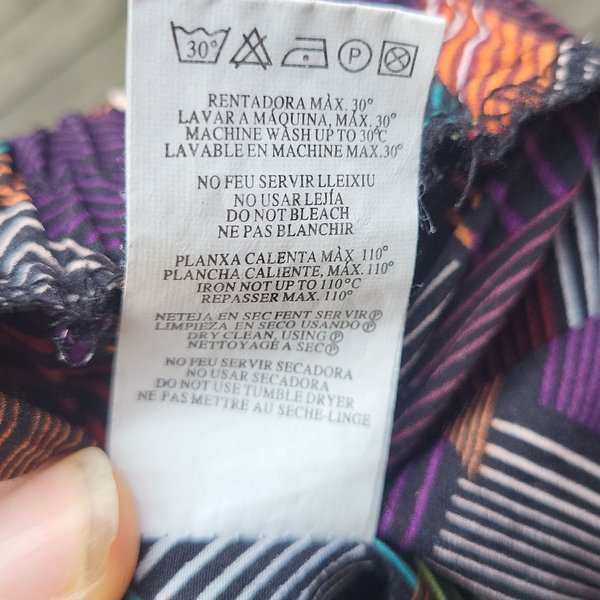 30°
P
RENTADORA MÀX. 30°
LAVAR A MÁQUINA, MÁX. 30°
MACHINE WASH UP TO 30°C
LAVABLE EN MACHINE MAX.30°
NO FEU SERVIR LLEIXIU
NO USAR LEJÍA
DO NOT BLEACH
NE PAS BLANCHIR
PLANXA CALENTA MÀX 110°
PLANCHA CALIENTE, MÁX. 110°
IRON NOT UP TO 110°C
REPASSER MAX. 110°
NETEJA EN SEC FENT SERVIR Ⓟ
LIMPIEZA EN SECO USANDO Ⓟ
DRY CLEAN, USING Ⓟ
NETTOYAGE A SEC Ⓟ
NO FEU SERVIR SECADORA
NO USAR SECADORA
DO NOT USE TUMBLE DRYER
NE PAS METTRE AU SECHE-LINGE